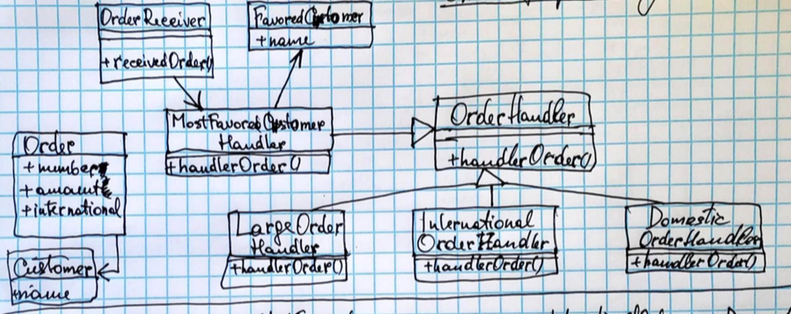 OrderReceiver
+receivedOrder()
FavoredCustomer
+name
MostFavoredCustomer
Handler
+handlerOrder()
OrderHandler
+handlerOrder()
Order
+number
+amount
+international
Customer
+name
LargeOrder
Handler
+handlerOrder()
International
OrderHandler
+handlerOrder()
Domestic
OrderHandler
+handlerOrder()